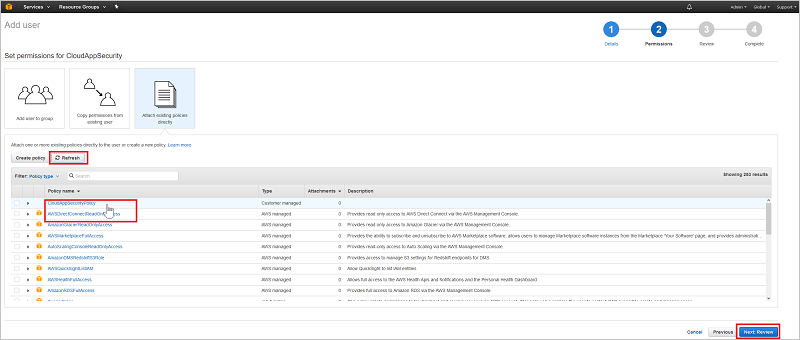 Services Resource Groups
Admin Global Support
Add user
1 2 3 4
Details Permissions Review Complete
Set permissions for CloudAppSecurity
Add user to group
Copy permissions from existing user
Attach existing policies directly
Attach one or more existing policies directly to the user or create a new policy. Learn more
Create policy Refresh
Filter: Policy type Search Showing 203 results
Policy name Type Attachments Description
CloudAppSecurityPolicy Customer managed 0
AWSDirectConnectReadOnlyAccess AWS managed 0 Provides read only access to AWS Direct Connect via the AWS Management Console.
AmazonGlacierReadOnlyAccess AWS managed 0 Provides read only access to Amazon Glacier via the AWS Management Console.
AWSMarketplaceFullAccess AWS managed 0 Provides the ability to subscribe and unsubscribe to AWS Marketplace software, allows users to manage Marketplace software instances from the Marketplace "Your Software" page, and provides administrati...
AutoScalingConsoleReadOnlyAccess AWS managed 0 Provides read-only access to Auto Scaling via the AWS Management Console.
AmazonDMSRedshiftS3Role AWS managed 0 Provides access to manage S3 settings for Redshift endpoints for DMS.
AWSQuickSightListIAM AWS managed 0 Allow QuickSight to list IAM entities
AWSHealthFullAccess AWS managed 0 Allows full access to the AWS Health Apis and Notifications and the Personal Health Dashboard
AmazonRDSFullAccess AWS managed 0 Provides full access to Amazon RDS via the AWS Management Console.
Cancel Previous Next: Review